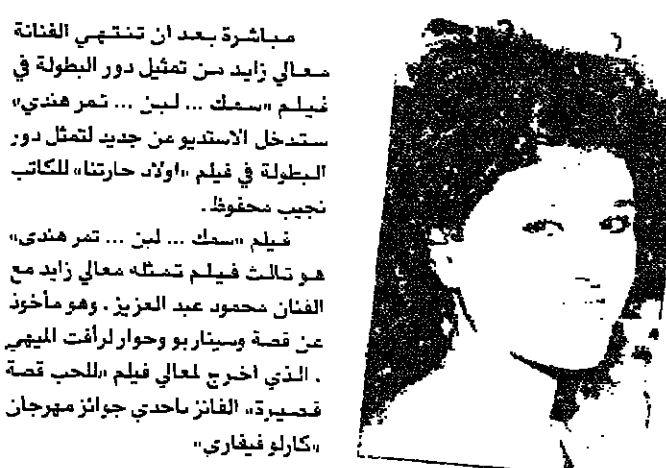 مباشرة بعد ان تنتهي الفنانة
معالي زايد من تمثيل دور البطولة في
فيلم «سمك ... لبن ... تمر هندي»
ستدخل الاستديو من جديد لتمثل دور
البطولة في فيلم «اولاد حارتنا» للكاتب
نجيب محفوظ .
فيلم «سمك ... لبن ... تمر هندي»
هو ثالث فيلم تمثله معالي زايد مع
الفنان محمود عبد العزيز . وهو مأخوذ
عن قصة وسيناريو وحوار لرأفت الميهي
. الذي اخرج لمعالي فيلم «للحب قصة
قصيرة» الفائز باحدي جوائز مهرجان
«كارلو فيفاري»